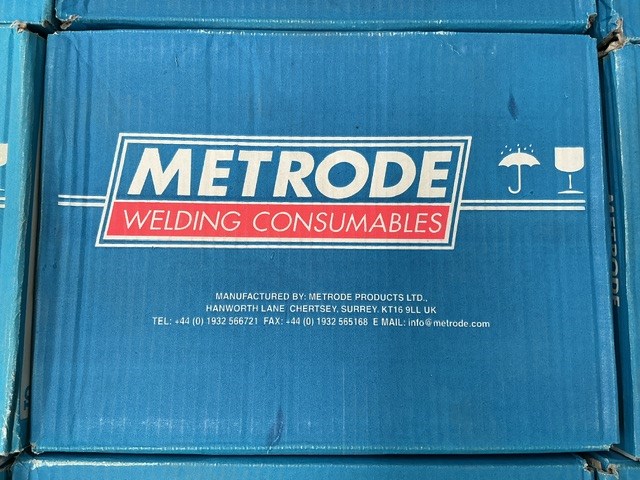 METRODE
WELDING CONSUMABLES
MANUFACTURED BY: METRODE PRODUCTS LTD.,
HANWORTH LANE CHERTSEY, SURREY. KT16 9LL UK
TEL: +44 (0) 1932 566721 FAX: +44 (0) 1932 565168 E MAIL: info@metrode.com
METRODE